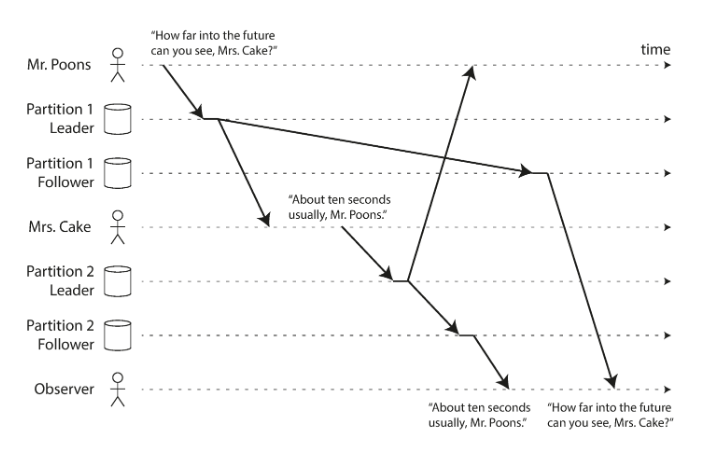 "How far into the future
can you see, Mrs. Cake?"
time
Mr. Poons
Partition 1
Leader
Partition 1
Follower
"About ten seconds
usually, Mr. Poons."
Mrs. Cake
Partition 2
Leader
Partition 2
Follower
Observer
"About ten seconds
usually, Mr. Poons."
"How far into the future
can you see, Mrs. Cake?"